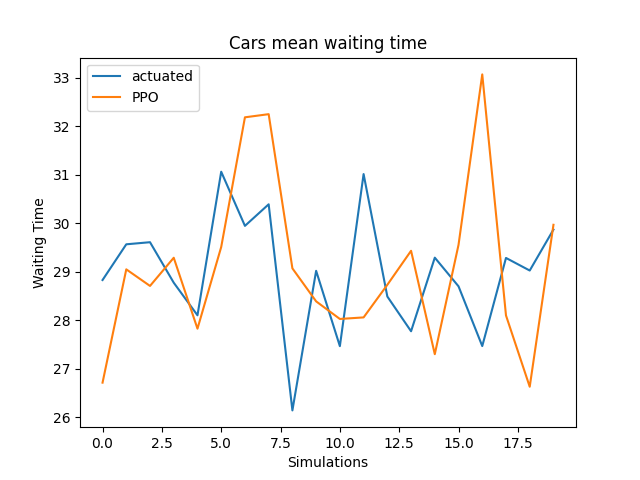 Cars mean waiting time
actuated
PPO
Waiting Time
33
32
31
30
29
28
27
26
0.0 2.5 5.0 7.5 10.0 12.5 15.0 17.5
Simulations